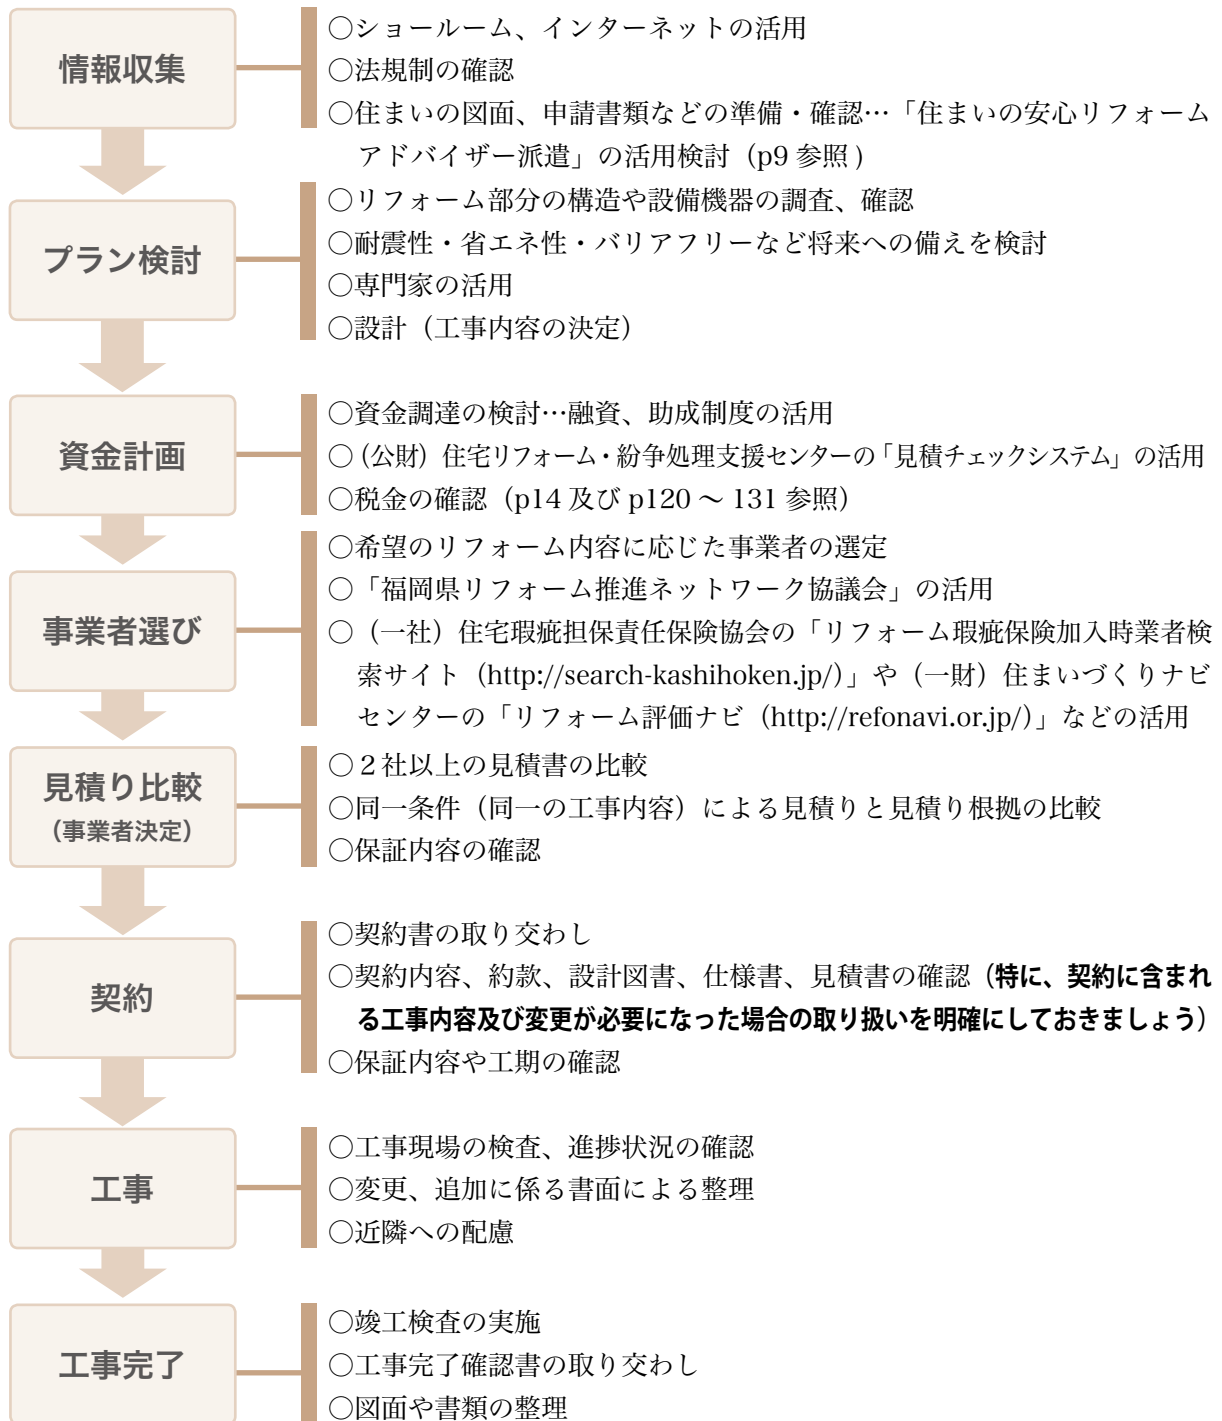 情報収集
○ショールーム、インターネットの活用
○法規制の確認
○住まいの図面、申請書類などの準備・確認…「住まいの安心リフォーム
アドバイザー派遣」の活用検討（p9 参照 )
プラン検討
○リフォーム部分の構造や設備機器の調査、確認
○耐震性・省エネ性・バリアフリーなど将来への備えを検討
○専門家の活用
○設計（工事内容の決定）
資金計画
○資金調達の検討…融資、助成制度の活用
○（公財）住宅リフォーム・紛争処理支援センターの「見積チェックシステム」の活用
○税金の確認（p14 及び p120 ～ 131 参照）
事業者選び
○希望のリフォーム内容に応じた事業者の選定
○「福岡県リフォーム推進ネットワーク協議会」の活用
○（一社）住宅瑕疵担保責任保険協会の「リフォーム瑕疵保険加入時業者検
索サイト（http://search-kashihoken.jp/）」や（一財）住まいづくりナビ
センターの「リフォーム評価ナビ（http://refonavi.or.jp/）」などの活用
見積り比較
（事業者決定）
○２社以上の見積書の比較
○同一条件（同一の工事内容）による見積りと見積り根拠の比較
○保証内容の確認
契約
○契約書の取り交わし
○契約内容、約款、設計図書、仕様書、見積書の確認（特に、契約に含まれ
る工事内容及び変更が必要になった場合の取り扱いを明確にしておきましょう）
○保証内容や工期の確認
工事
○工事現場の検査、進捗状況の確認
○変更、追加に係る書面による整理
○近隣への配慮
工事完了
○竣工検査の実施
○工事完了確認書の取り交わし
○図面や書類の整理